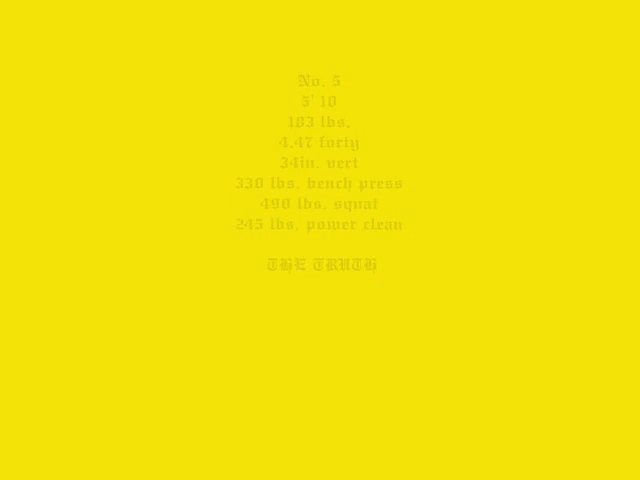 No. 5
5' 10
183 lbs.
4.47 forty
34in. vert
330 lbs. bench press
490 lbs. squat
245 lbs. power clean
THE TRUTH